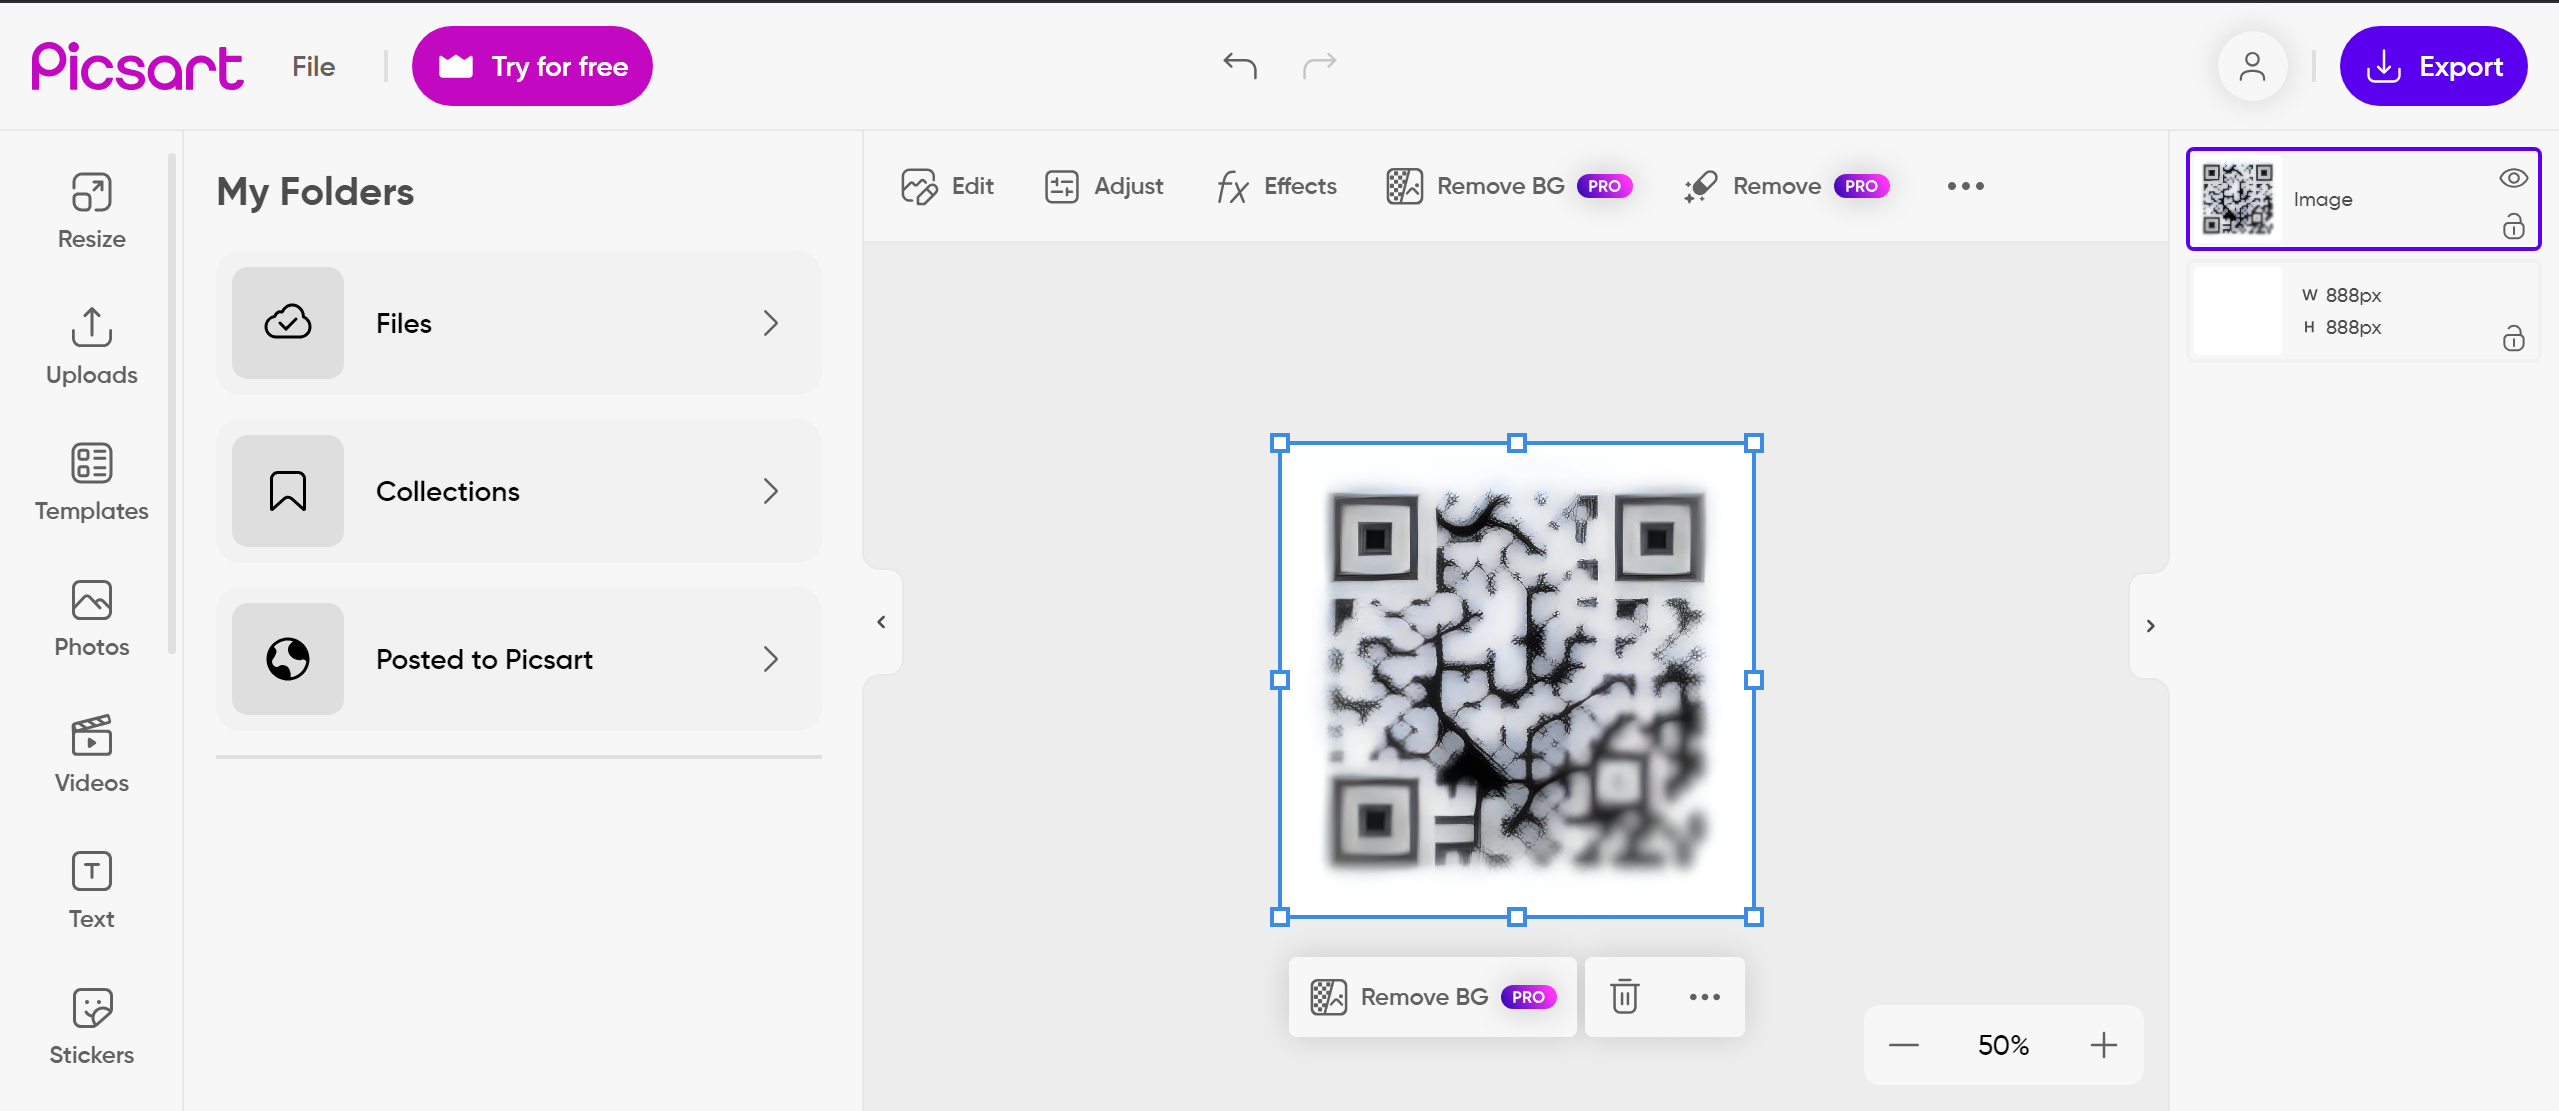 Picsart
File
Try for free
Export
Resize
Uploads
Templates
Photos
Videos
Text
Stickers
My Folders
Files
Collections
Posted to Picsart
Edit
Adjust
fx Effects
Remove BG PRO
Remove PRO
Remove BG PRO
50%
Image
W 888px
H 888px